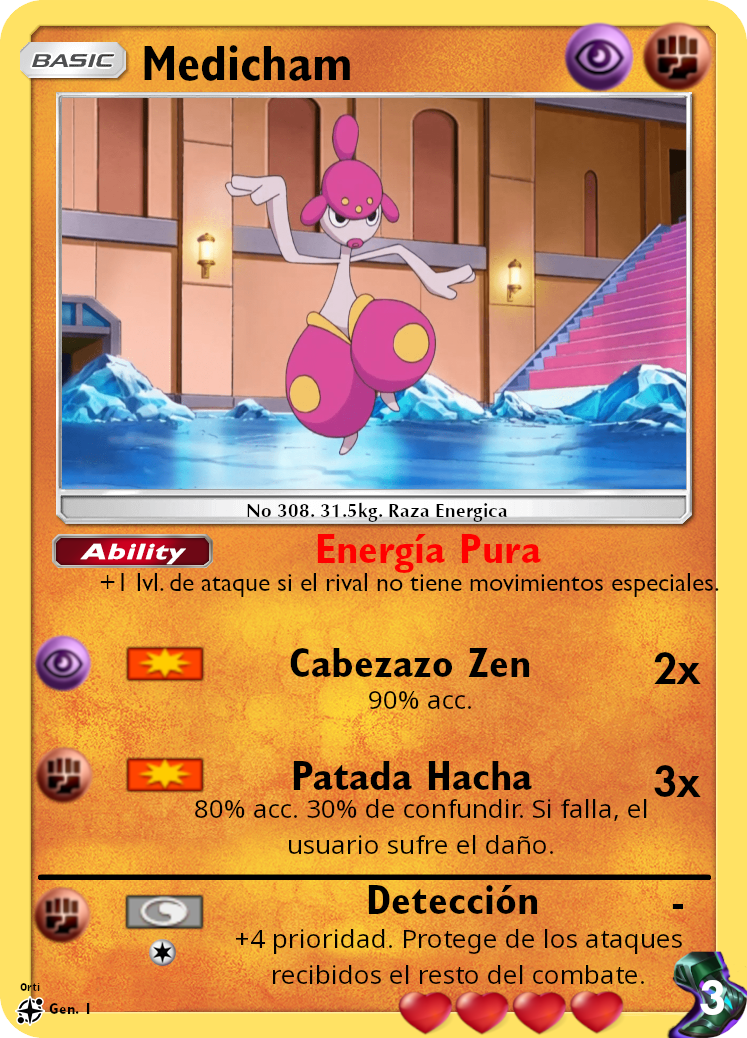 BASIC Medicham
No 308. 31.5kg. Raza Energica
Ability Energía Pura
+1 lvl. de ataque si el rival no tiene movimientos especiales.
Cabezazo Zen 2x
90% acc.
Patada Hacha 3x
80% acc. 30% de confundir. Si falla, el
usuario sufre el daño.
Detección -
+4 prioridad. Protege de los ataques
recibidos el resto del combate.
Orti
Gen. 1
3